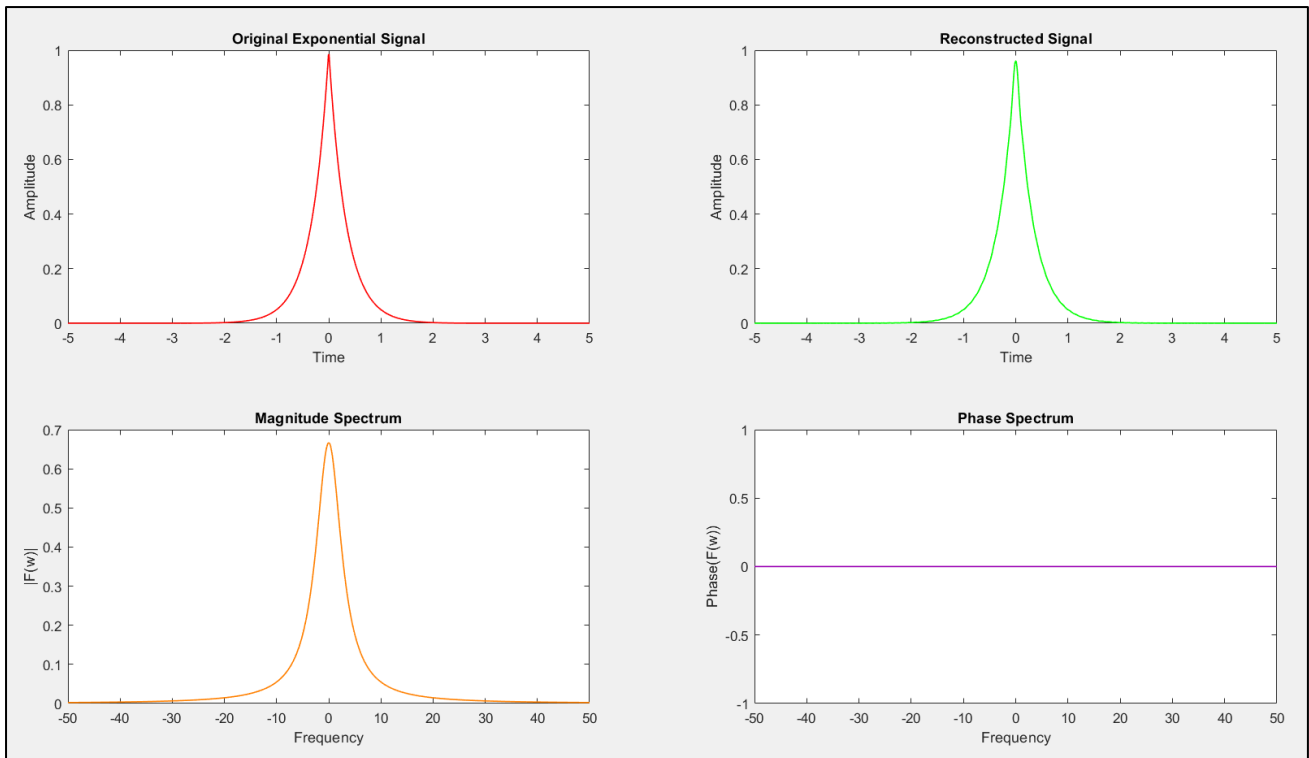 Original Exponential Signal
1
0.8
0.6
0.4
0.2
0
Amplitude
-5 -4 -3 -2 -1 0 1 2 3 4 5
Time
Reconstructed Signal
1
0.8
0.6
0.4
0.2
0
Amplitude
-5 -4 -3 -2 -1 0 1 2 3 4 5
Time
Magnitude Spectrum
0.7
0.6
0.5
0.4
0.3
0.2
0.1
0
|F(w)|
-50 -40 -30 -20 -10 0 10 20 30 40 50
Frequency
Phase Spectrum
1
0.5
0
-0.5
-1
Phase(F(w))
-50 -40 -30 -20 -10 0 10 20 30 40 50
Frequency